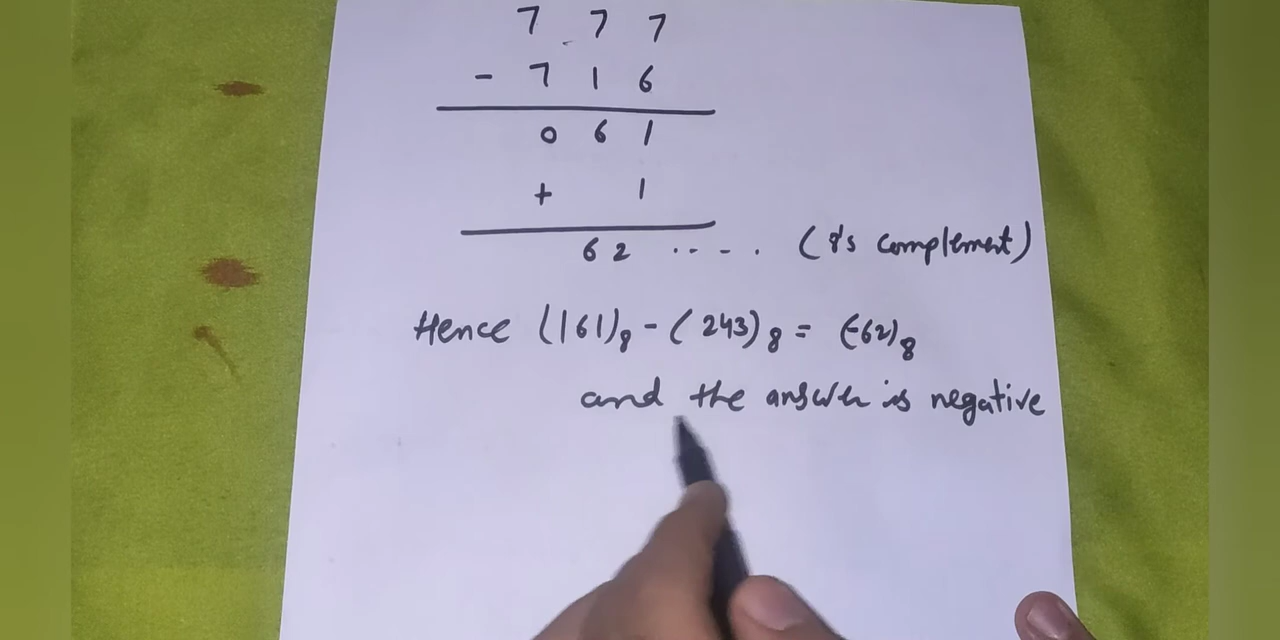 7 7 7
- 7 1 6
0 6 1
+ 1
6 2 ---- . (8's complement)
Hence (161)8 - (243)8 = (-62)8
and the answer is negative